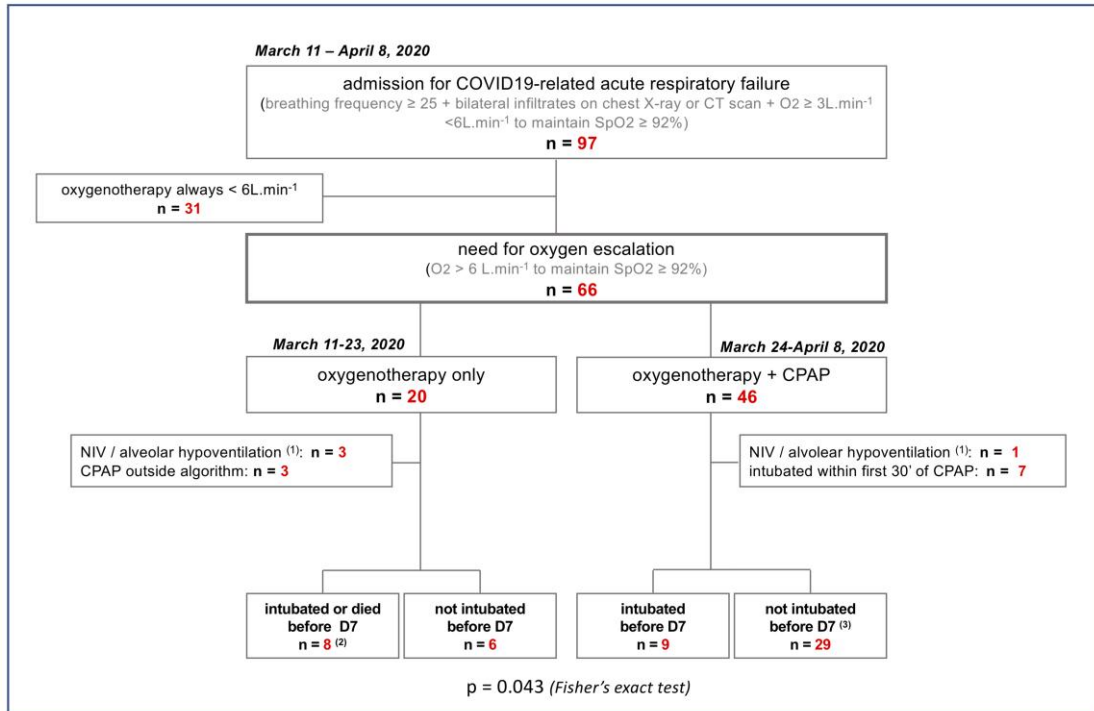 March 11 – April 8, 2020
admission for COVID19-related acute respiratory failure
(breathing frequency ≥ 25 + bilateral infiltrates on chest X-ray or CT scan + O2 ≥ 3L.min-1
<6L.min-1 to maintain SpO2 ≥ 92%)
n = 97
oxygenotherapy always < 6L.min-1
n = 31
need for oxygen escalation
(O2 > 6 L.min-1 to maintain SpO2 ≥ 92%)
n = 66
March 11-23, 2020
oxygenotherapy only
n = 20
March 24-April 8, 2020
oxygenotherapy + CPAP
n = 46
NIV / alveolar hypoventilation (1): n = 3
CPAP outside algorithm: n = 3
NIV / alvolear hypoventilation (1): n = 1
intubated within first 30' of CPAP: n = 7
intubated or died
before D7
n = 8 (2)
not intubated
before D7
n = 6
intubated
before D7
n = 9
not intubated
before D7 (3)
n = 29
p = 0.043 (Fisher's exact test)